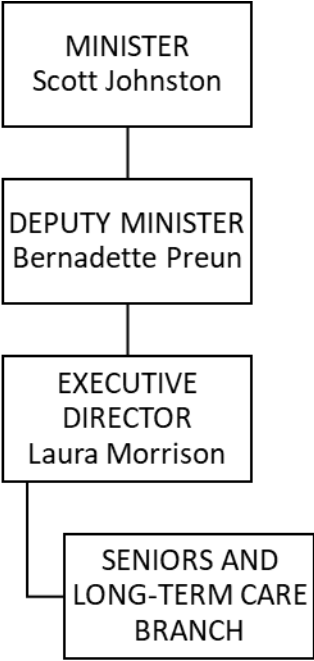 MINISTER
Scott Johnston
DEPUTY MINISTER
Bernadette Preun
EXECUTIVE
DIRECTOR
Laura Morrison
SENIORS AND
LONG-TERM CARE
BRANCH